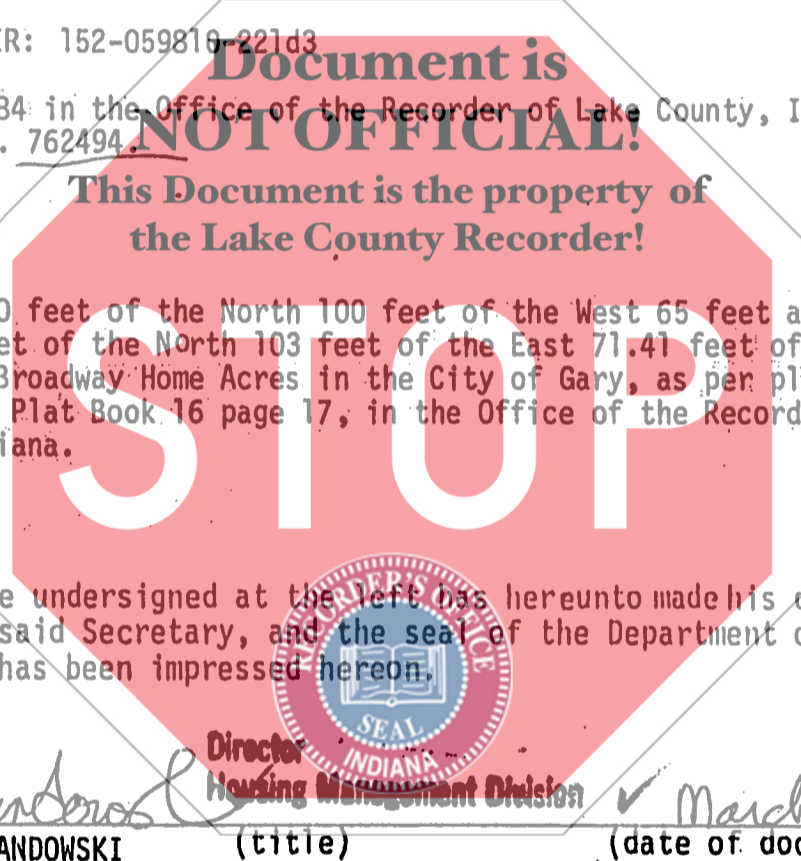 R: 152-059810-221d3
Document is
84 in the Office of the Recorder of Lake County, I
. 762494.
NOT OFFICIAL!
This Document is the property of
the Lake County Recorder!
0 feet of the North 100 feet of the West 65 feet a
et of the North 103 feet of the East 71.41 feet of
Broadway Home Acres in the City of Gary, as per pl
Plat Book 16 page 17, in the Office of the Record
iana.
STOP
e undersigned at the left has hereunto made his
said Secretary, and the seal of the Department
has been impressed hereon.
RECORDER'S OFFICE
SEAL
INDIANA
Director
Housing Management Division
ANDOWSKI (title) (date of doc